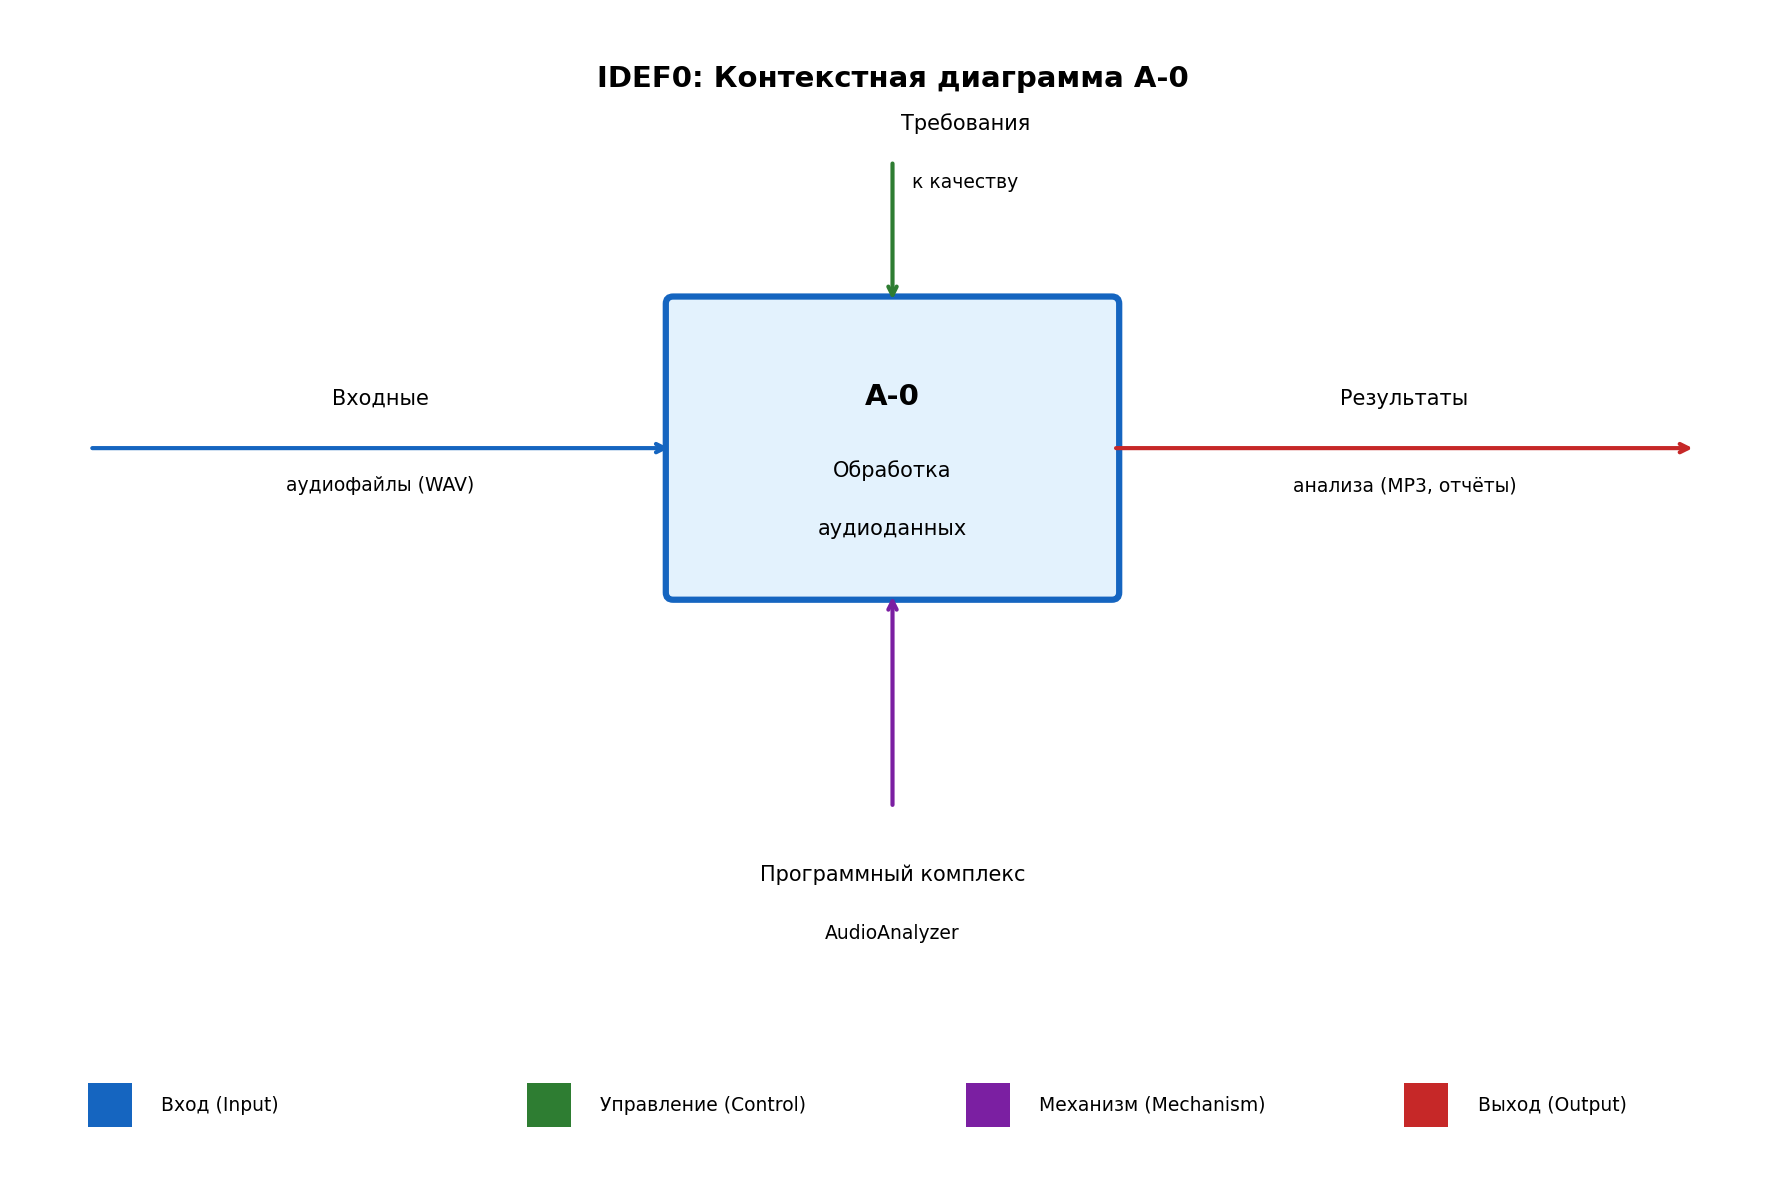 IDEF0: Контекстная диаграмма A-0
Требования
к качеству
Входные
аудиофайлы (WAV)
A-0
Обработка
аудиоданных
Результаты
анализа (MP3, отчёты)
Программный комплекс
AudioAnalyzer
Вход (Input)
Управление (Control)
Механизм (Mechanism)
Выход (Output)